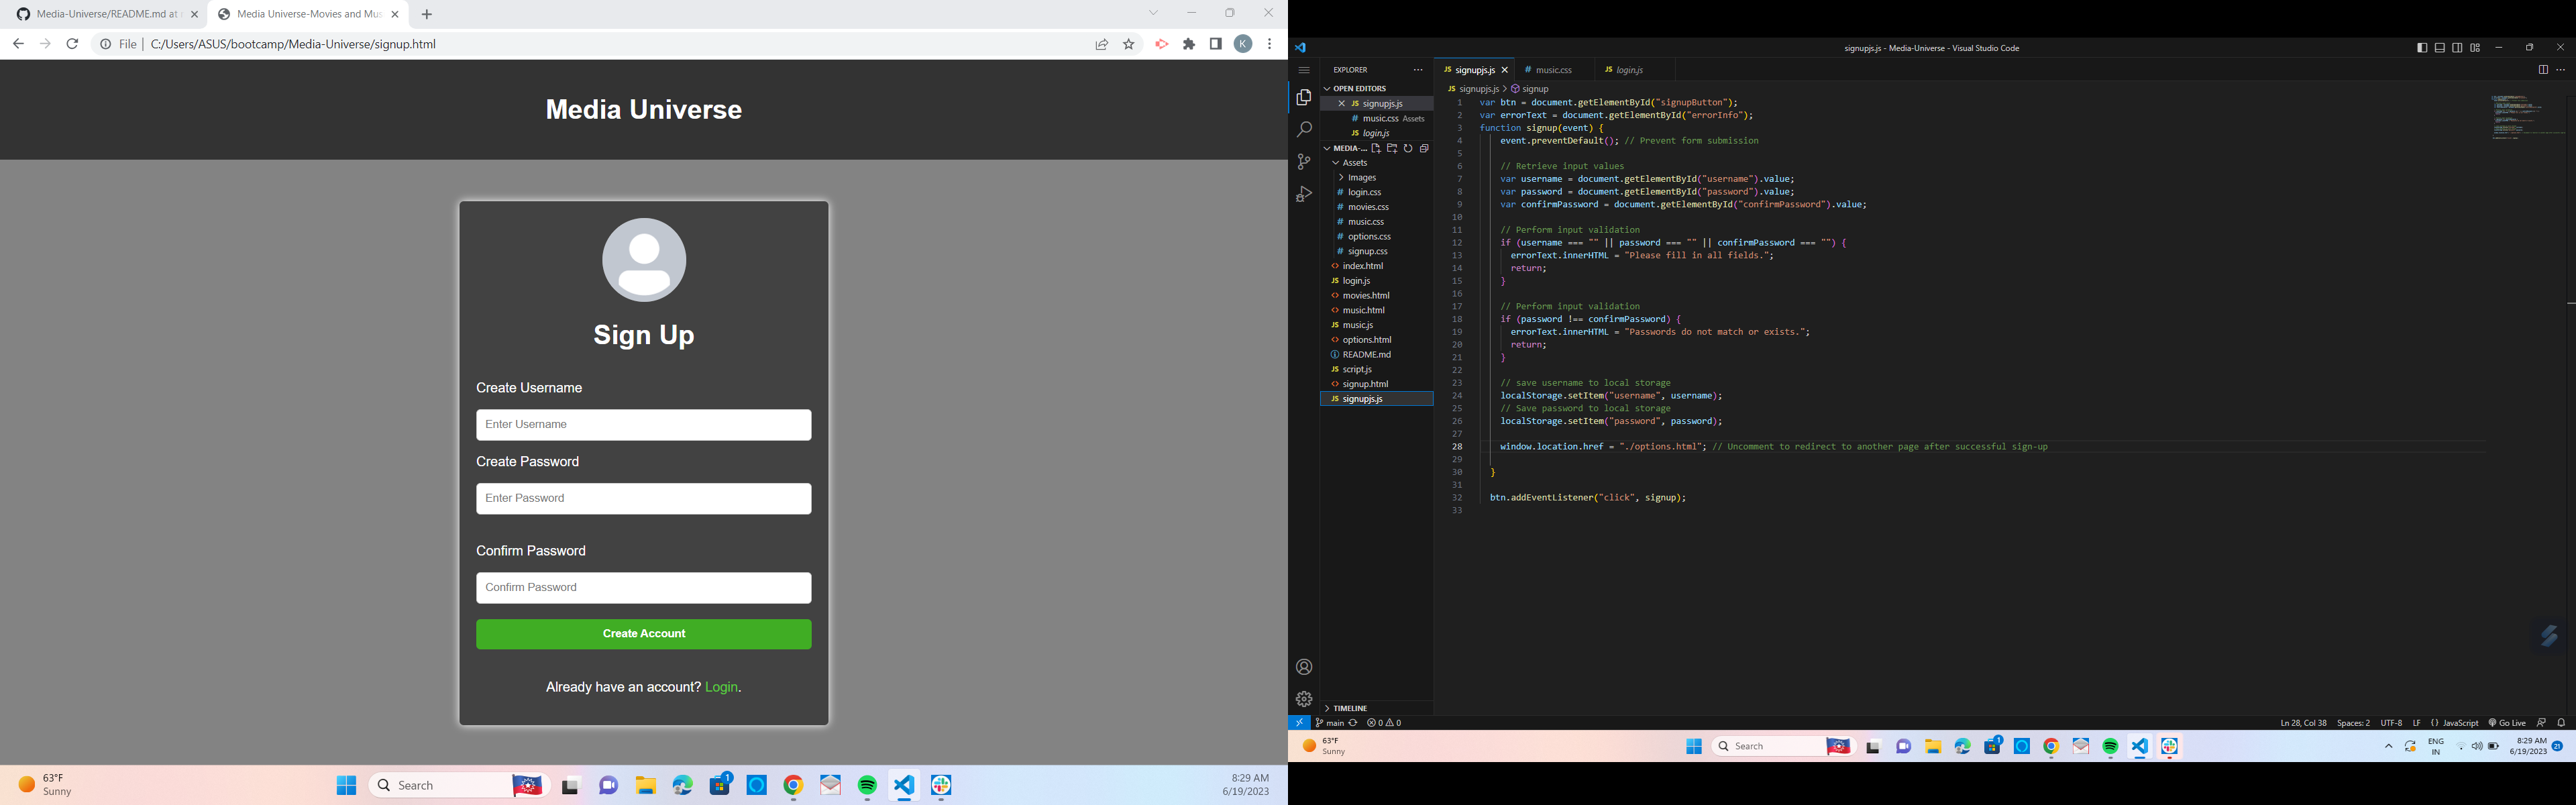 Media-Universe/README.md at
Media Universe-Movies and Mus
File
C:/Users/ASUS/bootcamp/Media-Universe/signup.html
K
Media Universe
Sign Up
Create Username
Enter Username
Create Password
Enter Password
Confirm Password
Confirm Password
Create Account
Already have an account? Login.
63°F
Sunny
Search
1
8:29 AM
6/19/2023
signupjs.js - Media-Universe - Visual Studio Code
EXPLORER
OPEN EDITORS
JS signupjs.js
# music.css Assets
JS login.js
MEDIA-...
Assets
Images
# login.css
# movies.css
# music.css
# options.css
# signup.css
<> index.html
JS login.js
<> movies.html
<> music.html
JS music.js
<> options.html
README.md
JS script.js
<> signup.html
JS signupjs.js
TIMELINE
JS signupjs.js
# music.css
JS login.js
JS signupjs.js > signup
1 var btn = document.getElementById("signupButton");
2 var errorText = document.getElementById("errorInfo");
3 function signup(event) {
4 event.preventDefault(); // Prevent form submission
5
6 // Retrieve input values
7 var username = document.getElementById("username").value;
8 var password = document.getElementById("password").value;
9 var confirmPassword = document.getElementById("confirmPassword").value;
10
11 // Perform input validation
12 if (username === "" || password === "" || confirmPassword === "") {
13 errorText.innerHTML = "Please fill in all fields.";
14 return;
15 }
16
17 // Perform input validation
18 if (password !== confirmPassword) {
19 errorText.innerHTML = "Passwords do not match or exists.";
20 return;
21 }
22
23 // save username to local storage
24 localStorage.setItem("username", username);
25 // Save password to local storage
26 localStorage.setItem("password", password);
27
28 window.location.href = "./options.html"; // Uncomment to redirect to another page after successful sign-up
29
30 }
31
32 btn.addEventListener("click", signup);
33
main
0
0
Ln 28, Col 38
Spaces: 2
UTF-8
LF
{} JavaScript
Go Live
63°F
Sunny
Search
1
ENG
IN
8:29 AM
6/19/2023
21